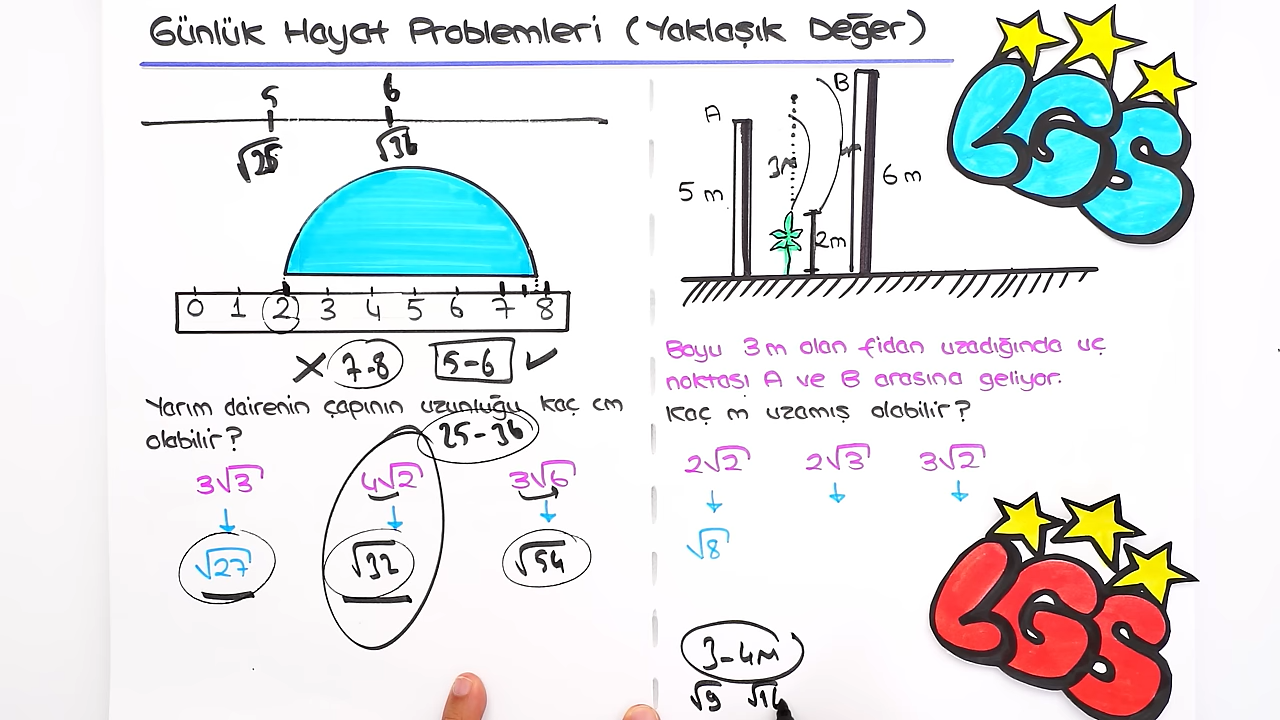 Günlük Hayat Problemleri (Yaklaşık Değer)
5 6
√25 √36
0 1 2 3 4 5 6 7 8
7-8 5-6
Yarım dairenin çapının uzunluğu kaç cm
olabilir?
25-36
3√3 4√2 3√6
√27 √32 √54
A B
3m
5 m 6 m
2m
Boyu 3 m olan fidan uzadığında uç
noktası A ve B arasına geliyor.
Kaç m uzamış olabilir?
2√2 2√3 3√2
√8
3-4m
√9 √16
LGS
LGS